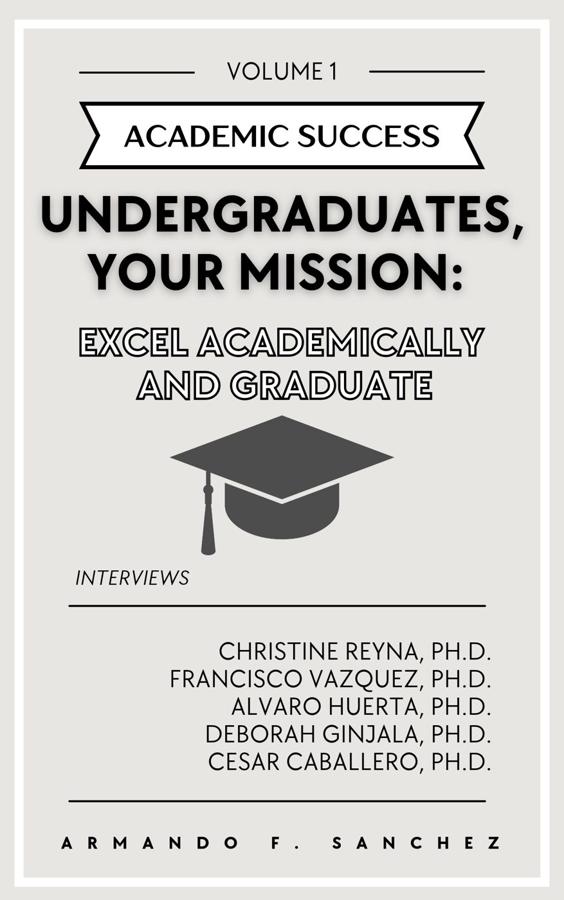 VOLUME 1
ACADEMIC SUCCESS
UNDERGRADUATES,
YOUR MISSION:
EXCEL ACADEMICALLY
AND GRADUATE
INTERVIEWS
CHRISTINE REYNA, PH.D.
FRANCISCO VAZQUEZ, PH.D.
ALVARO HUERTA, PH.D.
DEBORAH GINJALA, PH.D.
CESAR CABALLERO, PH.D.
ARMANDO F. SANCHEZ